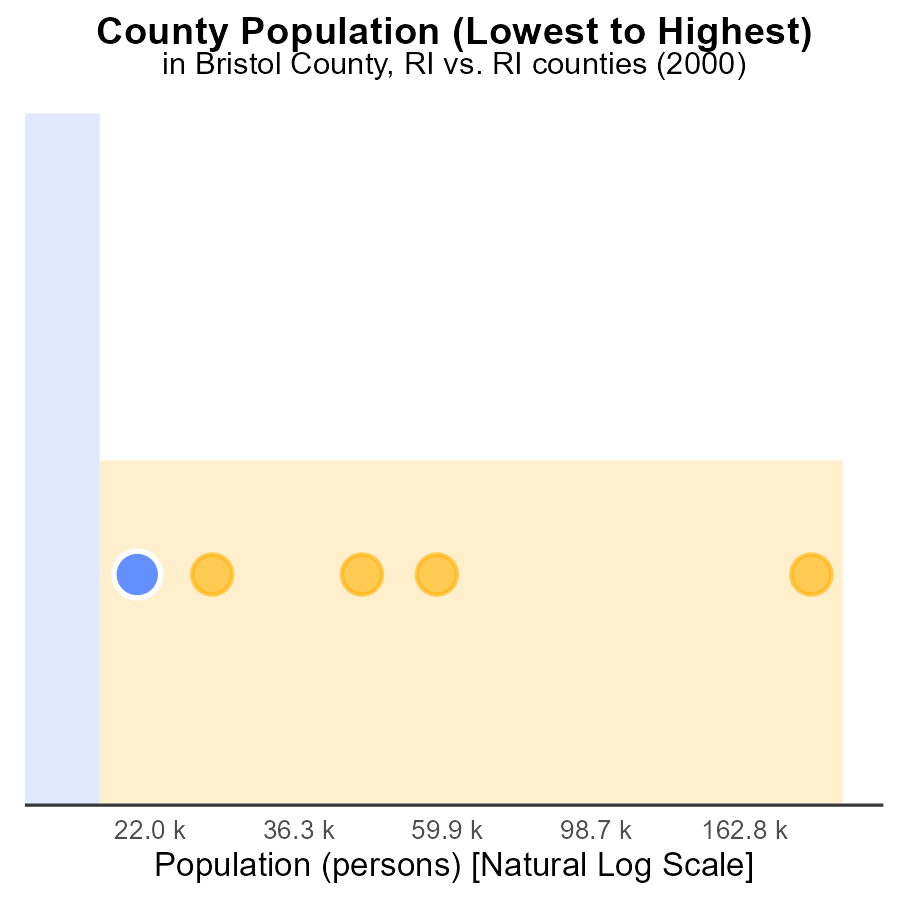 County Population (Lowest to Highest)
in Bristol County, RI vs. RI counties (2000)
22.0 k 36.3 k 59.9 k 98.7 k 162.8 k
Population (persons) [Natural Log Scale]